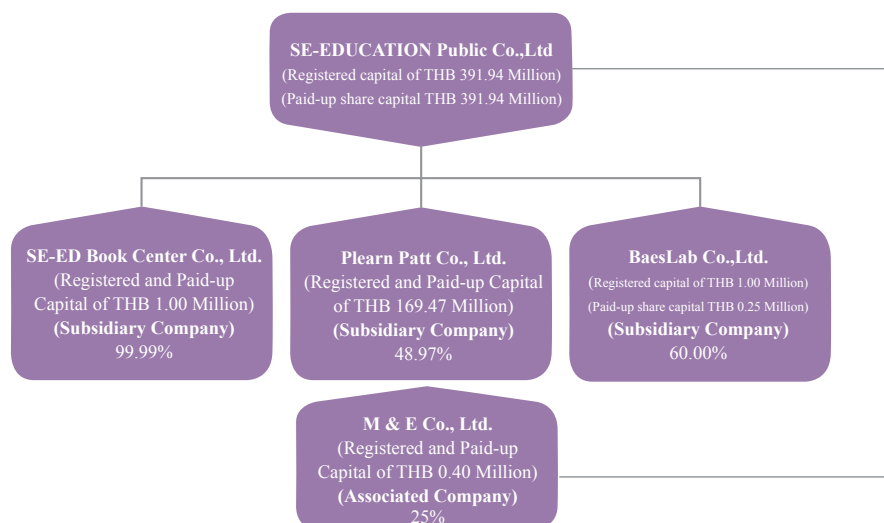 SE-EDUCATION Public Co.,Ltd
(Registered capital of THB 391.94 Million)
(Paid-up share capital THB 391.94 Million)
SE-ED Book Center Co., Ltd.
(Registered and Paid-up
Capital of THB 1.00 Million)
(Subsidiary Company)
99.99%
Plearn Patt Co., Ltd.
(Registered and Paid-up Capital
of THB 169.47 Million)
(Subsidiary Company)
48.97%
BaesLab Co.,Ltd.
(Registered capital of THB 1.00 Million)
(Paid-up share capital THB 0.25 Million)
(Subsidiary Company)
60.00%
M & E Co., Ltd.
(Registered and Paid-up
Capital of THB 0.40 Million)
(Associated Company)
25%